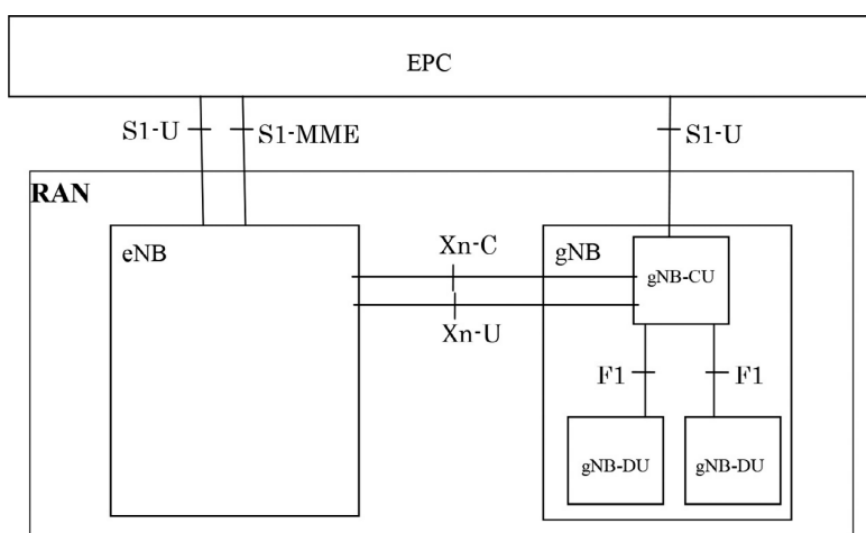 EPC
S1-U
S1-MME
S1-U
RAN
eNB
Xn-C
gNB
gNB-CU
Xn-U
F1
F1
gNB-DU
gNB-DU